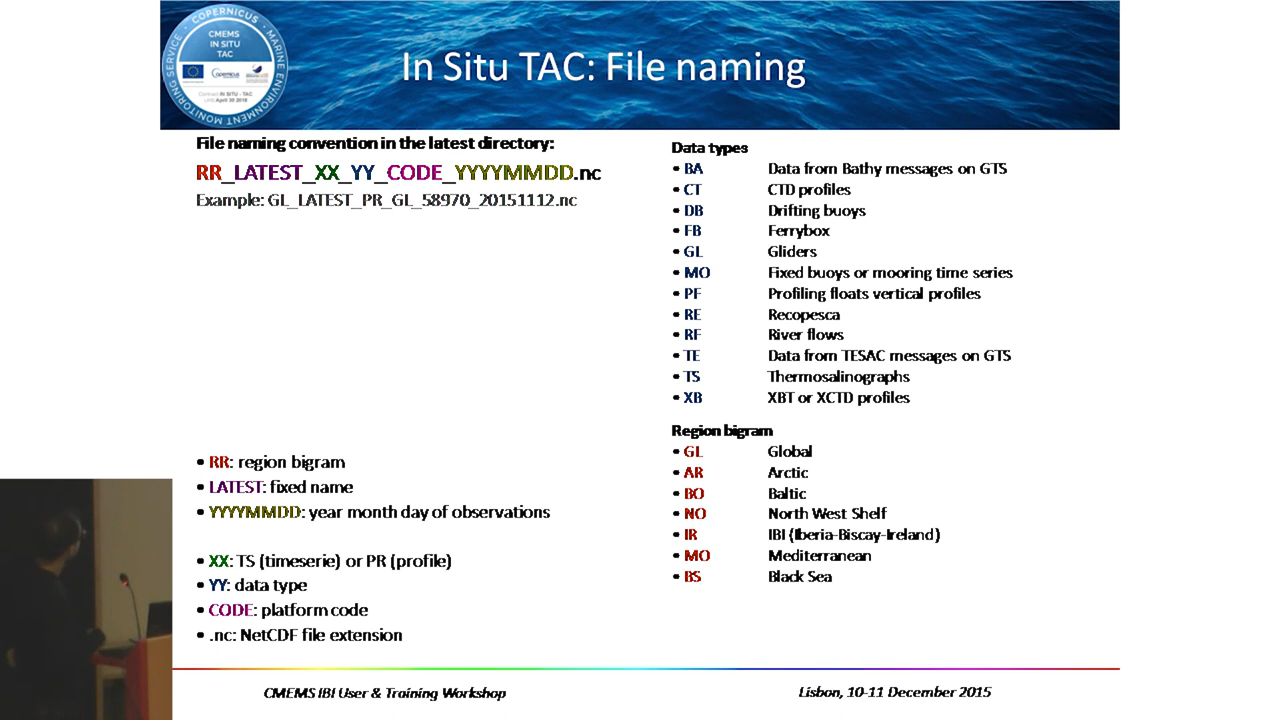 COPERNICUS - MARINE ENVIRONMENT MONITORING SERVICE -
CMEMS
IN SITU
TAC
Copernicus
In Situ TAC: File naming
File naming convention in the latest directory:
RR_LATEST_XX_YY_CODE_YYYYMMDD.nc
Example: GL_LATEST_PR_GL_58970_20151112.nc
• RR: region bigram
• LATEST: fixed name
• YYYYMMDD: year month day of observations
• XX: TS (timeserie) or PR (profile)
• YY: data type
• CODE: platform code
• .nc: NetCDF file extension
Data types
• BA Data from Bathy messages on GTS
• CT CTD profiles
• DB Drifting buoys
• FB Ferrybox
• GL Gliders
• MO Fixed buoys or mooring time series
• PF Profiling floats vertical profiles
• RE Recopesca
• RF River flows
• TE Data from TESAC messages on GTS
• TS Thermosalinographs
• XB XBT or XCTD profiles
Region bigram
• GL Global
• AR Arctic
• BO Baltic
• NO North West Shelf
• IR IBI (Iberia-Biscay-Ireland)
• MO Mediterranean
• BS Black Sea
CMEMS IBI User & Training Workshop
Lisbon, 10-11 December 2015